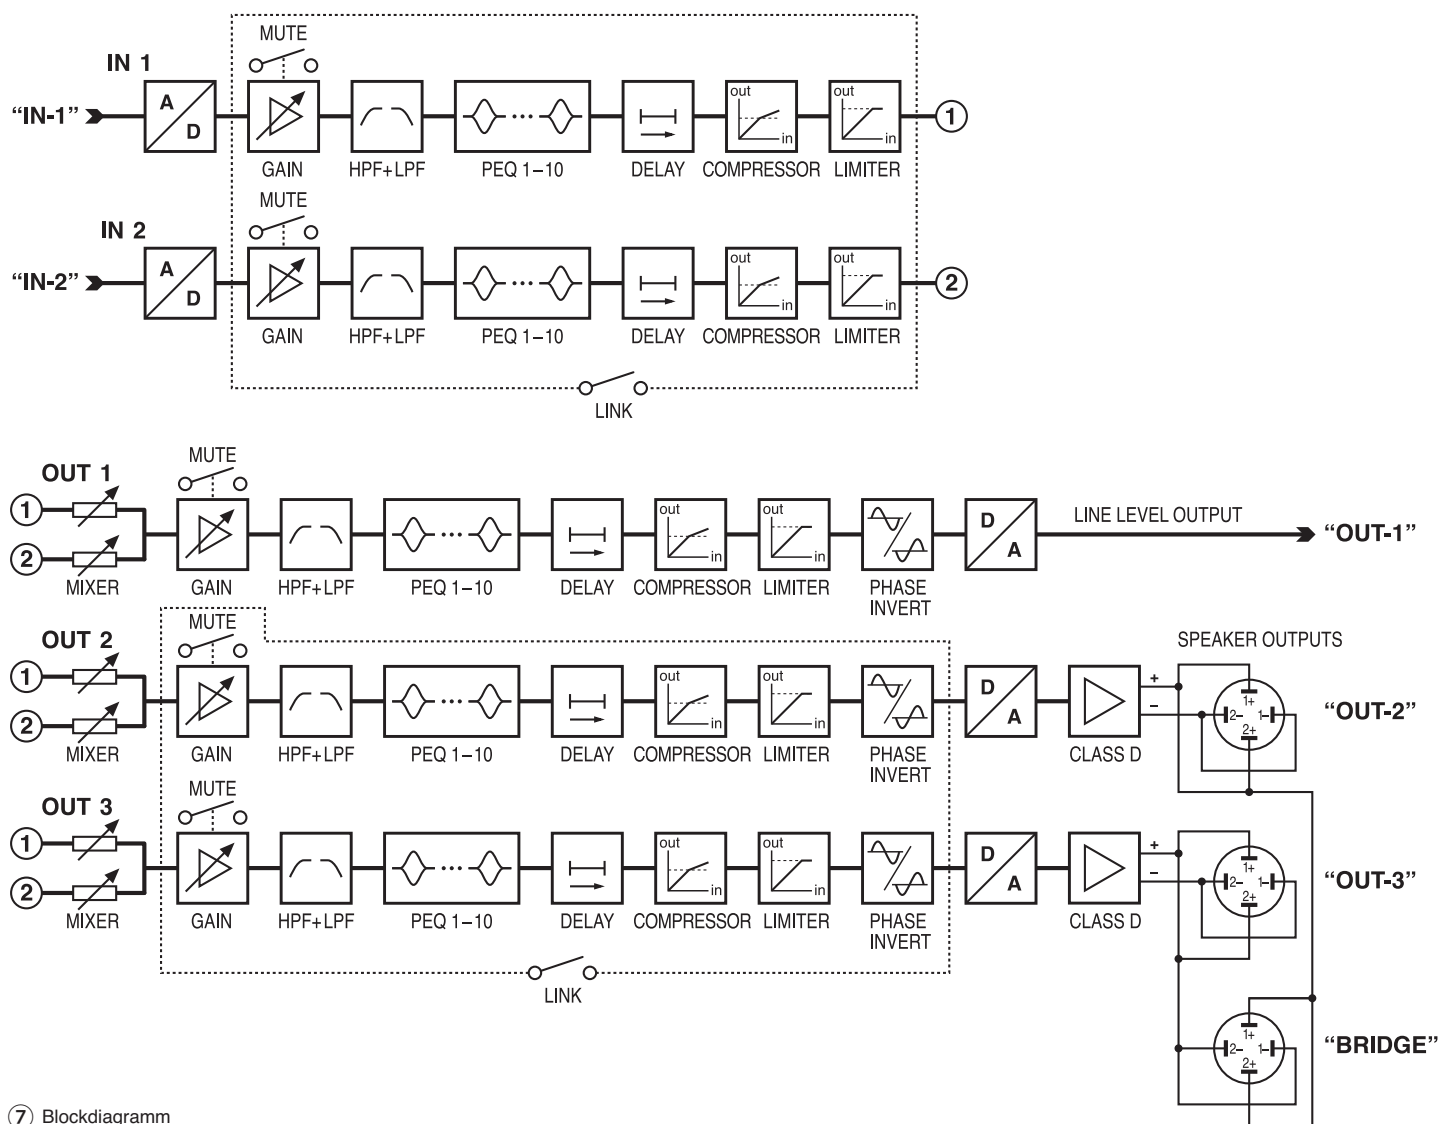 MUTE
IN 1
“IN-1” A D out in out in 1
GAIN HPF+LPF PEQ 1–10 DELAY COMPRESSOR LIMITER
MUTE
IN 2
“IN-2” A D out in out in 2
GAIN HPF+LPF PEQ 1–10 DELAY COMPRESSOR LIMITER
LINK
MUTE
OUT 1
1 2 out in out in D A LINE LEVEL OUTPUT “OUT-1”
MIXER GAIN HPF+LPF PEQ 1–10 DELAY COMPRESSOR LIMITER PHASE INVERT
MUTE
OUT 2 SPEAKER OUTPUTS
1 2 out in out in D A + – 1+ 2– 1– 2+ “OUT-2”
MIXER GAIN HPF+LPF PEQ 1–10 DELAY COMPRESSOR LIMITER PHASE INVERT CLASS D
MUTE
OUT 3
1 2 out in out in D A + – 1+ 2– 1– 2+ “OUT-3”
MIXER GAIN HPF+LPF PEQ 1–10 DELAY COMPRESSOR LIMITER PHASE INVERT CLASS D
LINK
1+ 2– 1– 2+ “BRIDGE”
7 Blockdiagramm